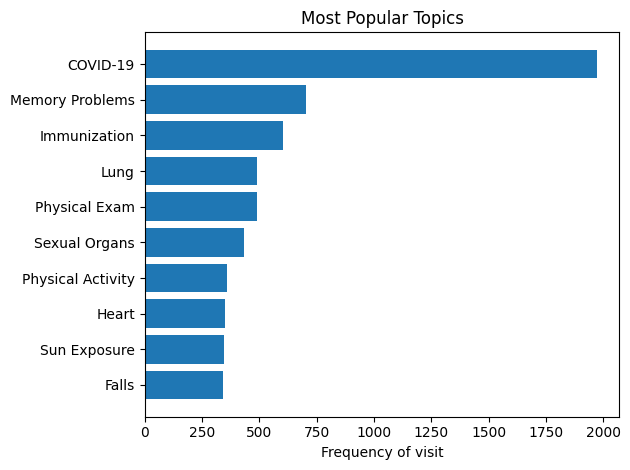 Most Popular Topics
COVID-19
Memory Problems
Immunization
Lung
Physical Exam
Sexual Organs
Physical Activity
Heart
Sun Exposure
Falls
0 250 500 750 1000 1250 1500 1750 2000
Frequency of visit